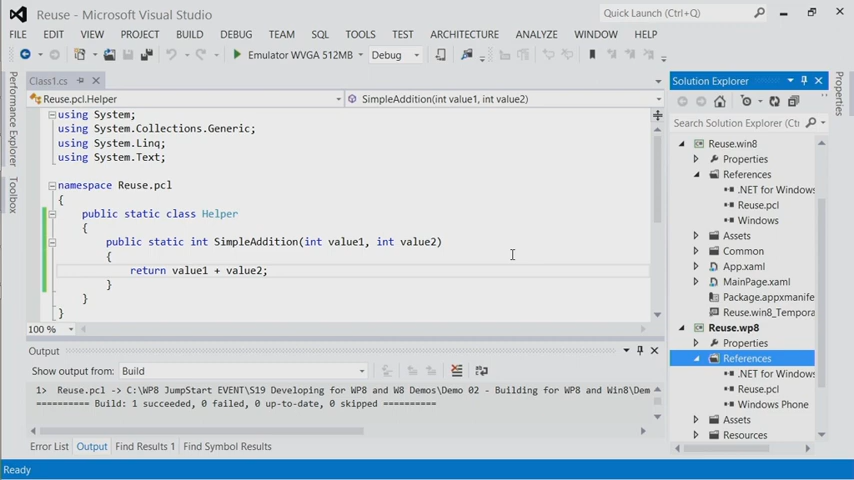 Reuse - Microsoft Visual Studio
Quick Launch (Ctrl+Q)
FILE EDIT VIEW PROJECT BUILD DEBUG TEAM SQL TOOLS TEST ARCHITECTURE ANALYZE WINDOW HELP
Emulator WVGA 512MB Debug
Performance Explorer
Toolbox
Class1.cs
Reuse.pcl.Helper
SimpleAddition(int value1, int value2)
using System;
using System.Collections.Generic;
using System.Linq;
using System.Text;
namespace Reuse.pcl
{
public static class Helper
{
public static int SimpleAddition(int value1, int value2)
{
return value1 + value2;
}
}
}
100 %
Output
Show output from: Build
1> Reuse.pcl -> C:\WP8 JumpStart EVENT\S19 Developing for WP8 and W8 Demos\Demo 02 - Building for WP8 and Win8\Dem
========== Build: 1 succeeded, 0 failed, 0 up-to-date, 0 skipped ==========
Error List Output Find Results 1 Find Symbol Results
Ready
Solution Explorer
Search Solution Explorer (Ctrl+;)
Reuse.win8
Properties
References
.NET for Windows
Reuse.pcl
Windows
Assets
Common
App.xaml
MainPage.xaml
Package.appxmanife
Reuse.win8_Tempora
Reuse.wp8
Properties
References
.NET for Windows
Reuse.pcl
Windows Phone
Assets
Resources
Properties